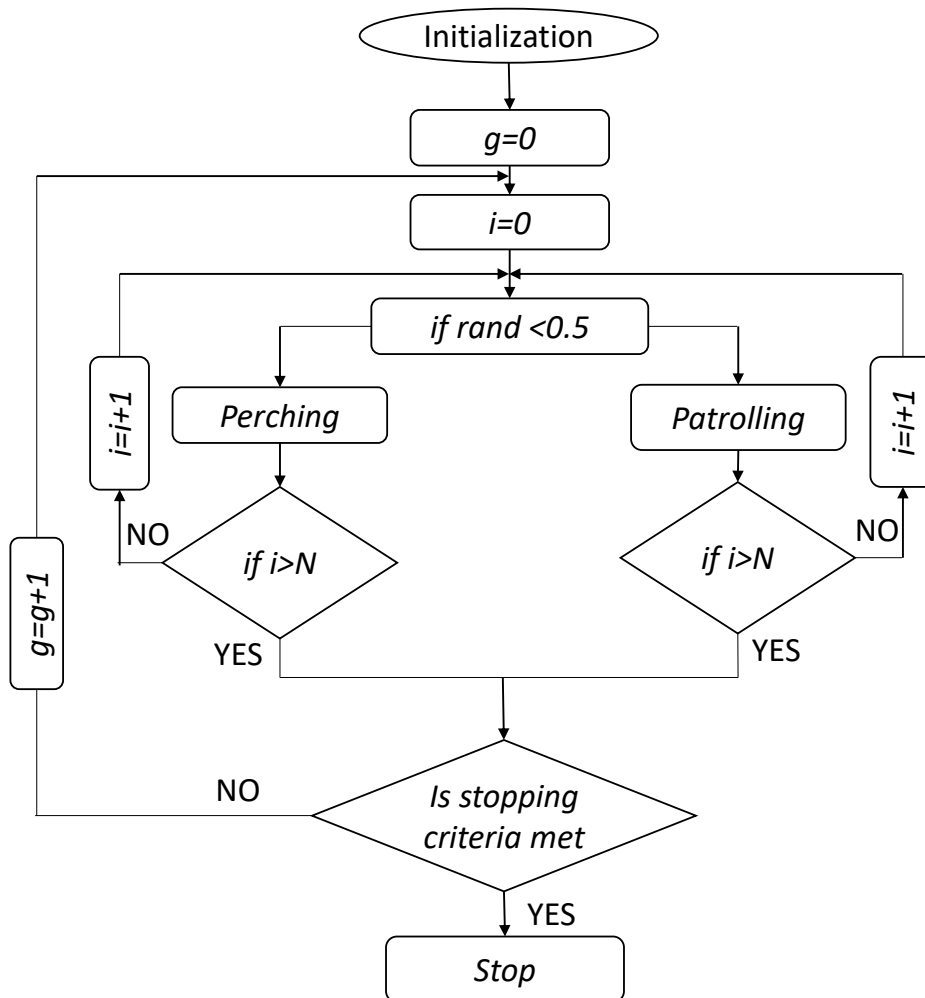 Initialization
g=0
i=0
if rand <0.5
Perching
Patrolling
i=i+1
i=i+1
NO
if i>N
if i>N
NO
g=g+1
YES
YES
NO
Is stopping
criteria met
YES
Stop